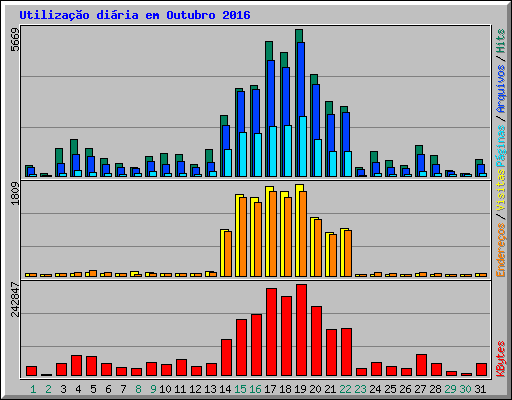 Utilização diária em Outubro 2016
5669
1809
242847
Páginas / Arquivos / Hits
Endereços / Visitas
KBytes
1 2 3 4 5 6 7 8 9 10 11 12 13 14 15 16 17 18 19 20 21 22 23 24 25 26 27 28 29 30 31